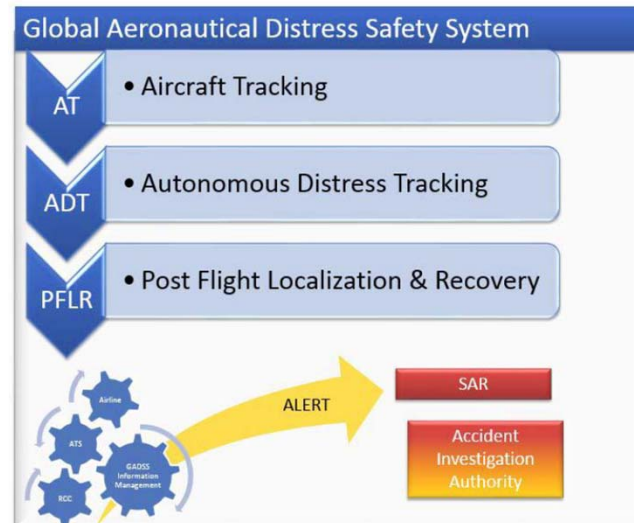 Global Aeronautical Distress Safety System
AT
• Aircraft Tracking
ADT
• Autonomous Distress Tracking
PFLR
• Post Flight Localization & Recovery
Airline
ATS
RCC
GADSS
Information
Management
ALERT
SAR
Accident
Investigation
Authority